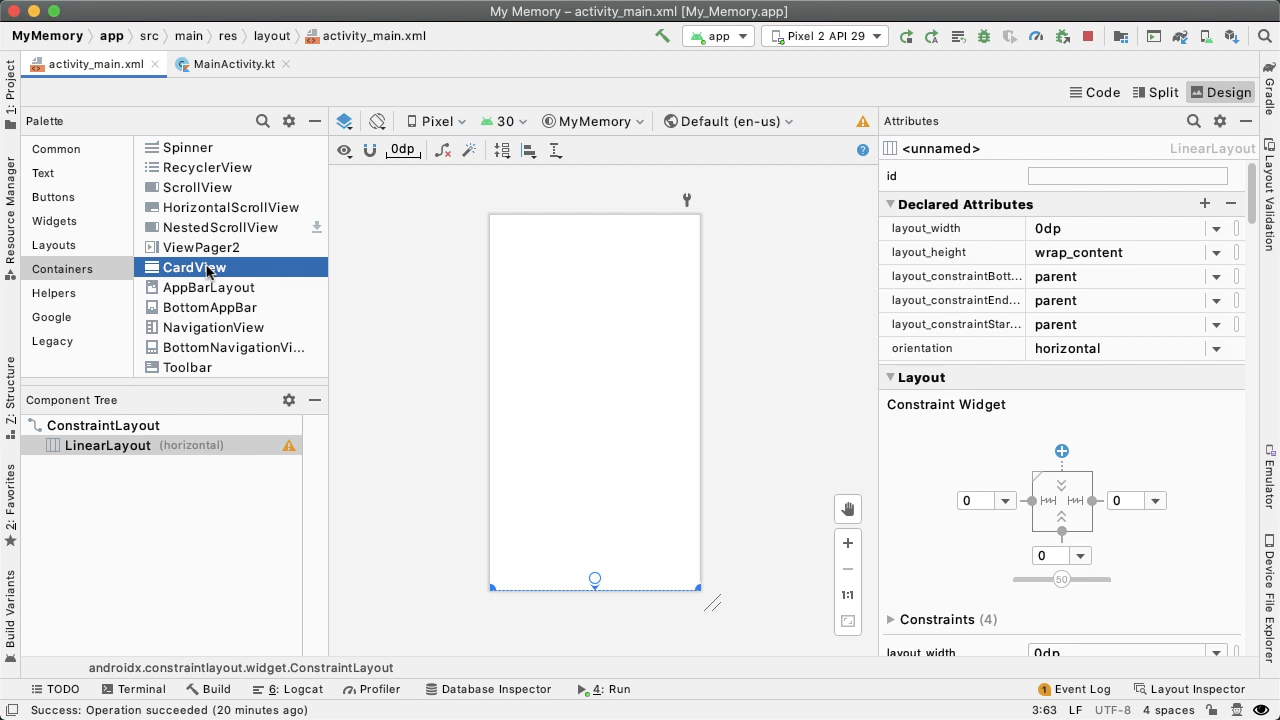 My Memory – activity_main.xml [My_Memory.app]
MyMemory app src main res layout activity_main.xml app Pixel 2 API 29
activity_main.xml MainActivity.kt
Code Split Design
Palette
Pixel 30 MyMemory Default (en-us)
Attributes
Common
Text
Buttons
Widgets
Layouts
Containers
Helpers
Google
Legacy
Spinner
RecyclerView
ScrollView
HorizontalScrollView
NestedScrollView
ViewPager2
CardView
AppBarLayout
BottomAppBar
NavigationView
BottomNavigationVi...
Toolbar
0dp
<unnamed> LinearLayout
id
Declared Attributes
layout_width 0dp
layout_height wrap_content
layout_constraintBott... parent
layout_constraintEnd... parent
layout_constraintStar... parent
orientation horizontal
Layout
Constraint Widget
0 0
0
50
Constraints (4)
layout_width 0dp
Component Tree
ConstraintLayout
LinearLayout (horizontal)
1:1
androidx.constraintlayout.widget.ConstraintLayout
1: Project
Resource Manager
Z: Structure
2: Favorites
Build Variants
Gradle
Layout Validation
Emulator
Device File Explorer
TODO Terminal Build 6: Logcat Profiler Database Inspector 4: Run 1 Event Log Layout Inspector
Success: Operation succeeded (20 minutes ago) 3:63 LF UTF-8 4 spaces